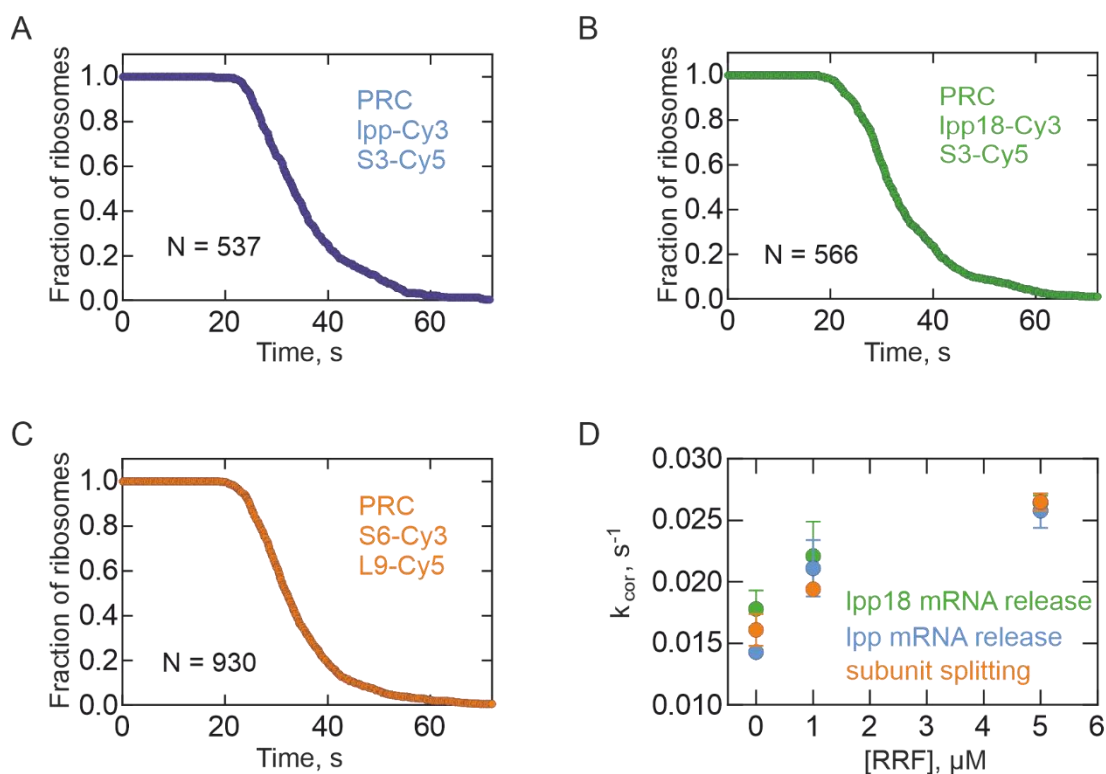 A
Fraction of ribosomes
1.0
0.8
0.6
0.4
0.2
0.0
PRC
lpp-Cy3
S3-Cy5
N = 537
0 20 40 60
Time, s
B
Fraction of ribosomes
1.0
0.8
0.6
0.4
0.2
0.0
PRC
lpp18-Cy3
S3-Cy5
N = 566
0 20 40 60
Time, s
C
Fraction of ribosomes
1.0
0.8
0.6
0.4
0.2
0.0
PRC
S6-Cy3
L9-Cy5
N = 930
0 20 40 60
Time, s
D
k_cor, s⁻¹
0.030
0.025
0.020
0.015
0.010
lpp18 mRNA release
lpp mRNA release
subunit splitting
0 1 2 3 4 5 6
[RRF], µM